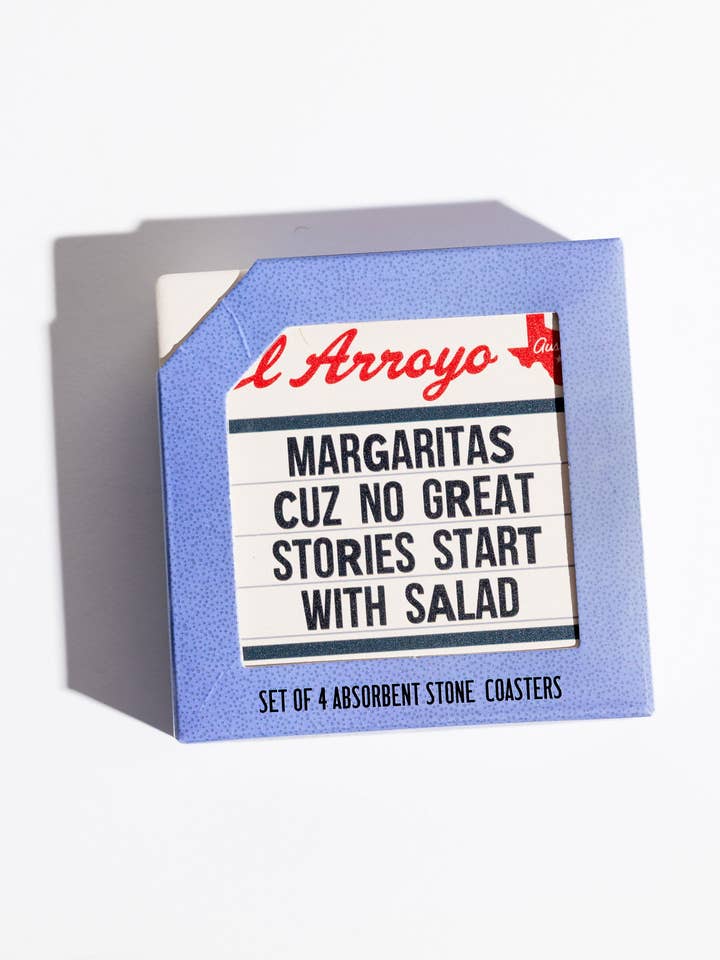 l Arroyo
MARGARITAS
CUZ NO GREAT
STORIES START
WITH SALAD
SET OF 4 ABSORBENT STONE COASTERS